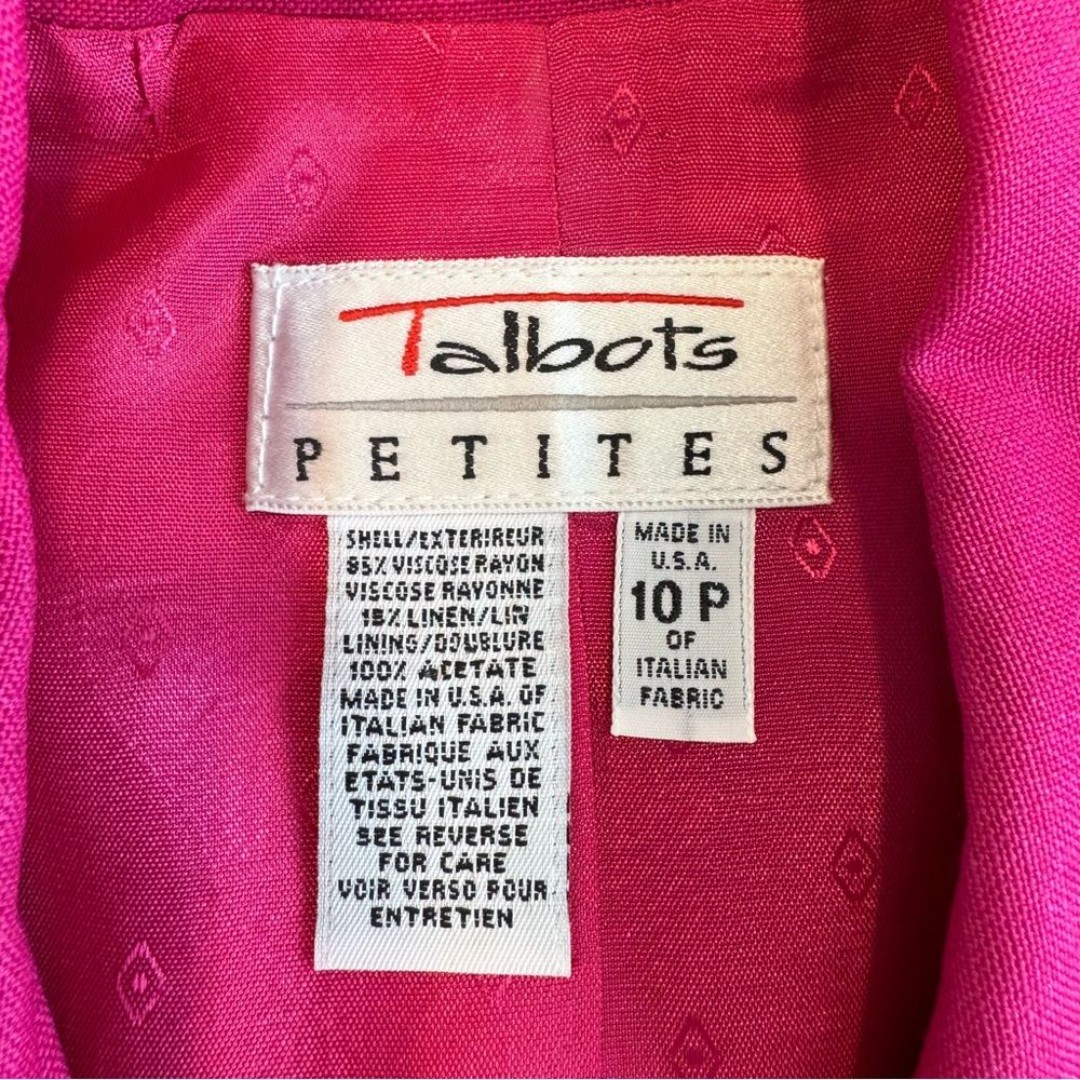 Talbots
PETITES
SHELL/EXTERIREUR
85% VISCOSE RAYON
VISCOSE RAYONNE
15% LINEN/LIN
LINING/DOUBLURE
100% ACETATE
MADE IN U.S.A. OF
ITALIAN FABRIC
FABRIQUE AUX
ETATS-UNIS DE
TISSU ITALIEN
SEE REVERSE
FOR CARE
VOIR VERSO POUR
ENTRETIEN
MADE IN
U.S.A.
10 P
OF
ITALIAN
FABRIC